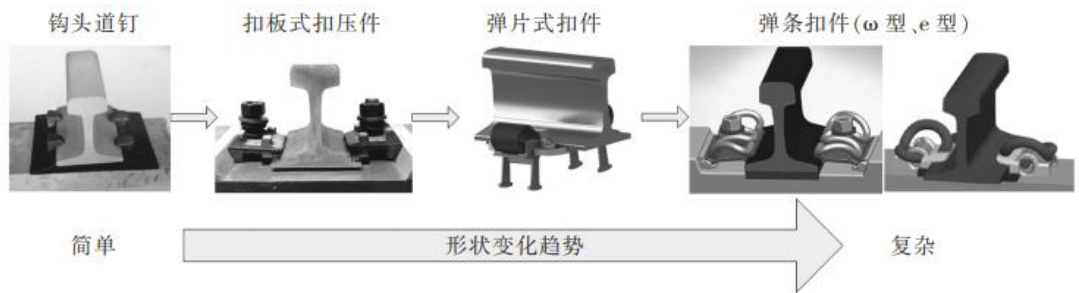 钩头道钉
扣板式扣压件
弹片式扣件
弹条扣件(ω型、e型)
简单
形状变化趋势
复杂